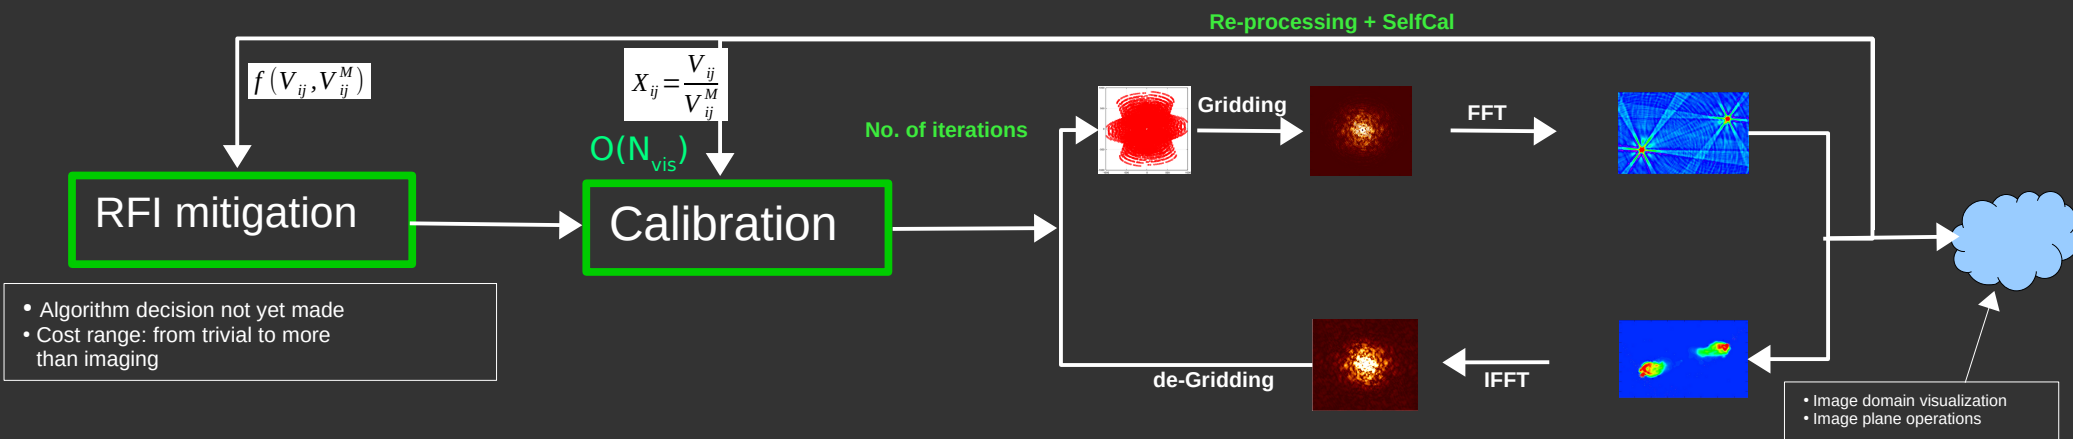 Re-processing + SelfCal
f(V_ij, V_ij^M)
X_ij = V_ij / V_ij^M
O(N_vis)
No. of iterations
Gridding
FFT
RFI mitigation
Calibration
• Algorithm decision not yet made
• Cost range: from trivial to more
than imaging
de-Gridding
IFFT
• Image domain visualization
• Image plane operations